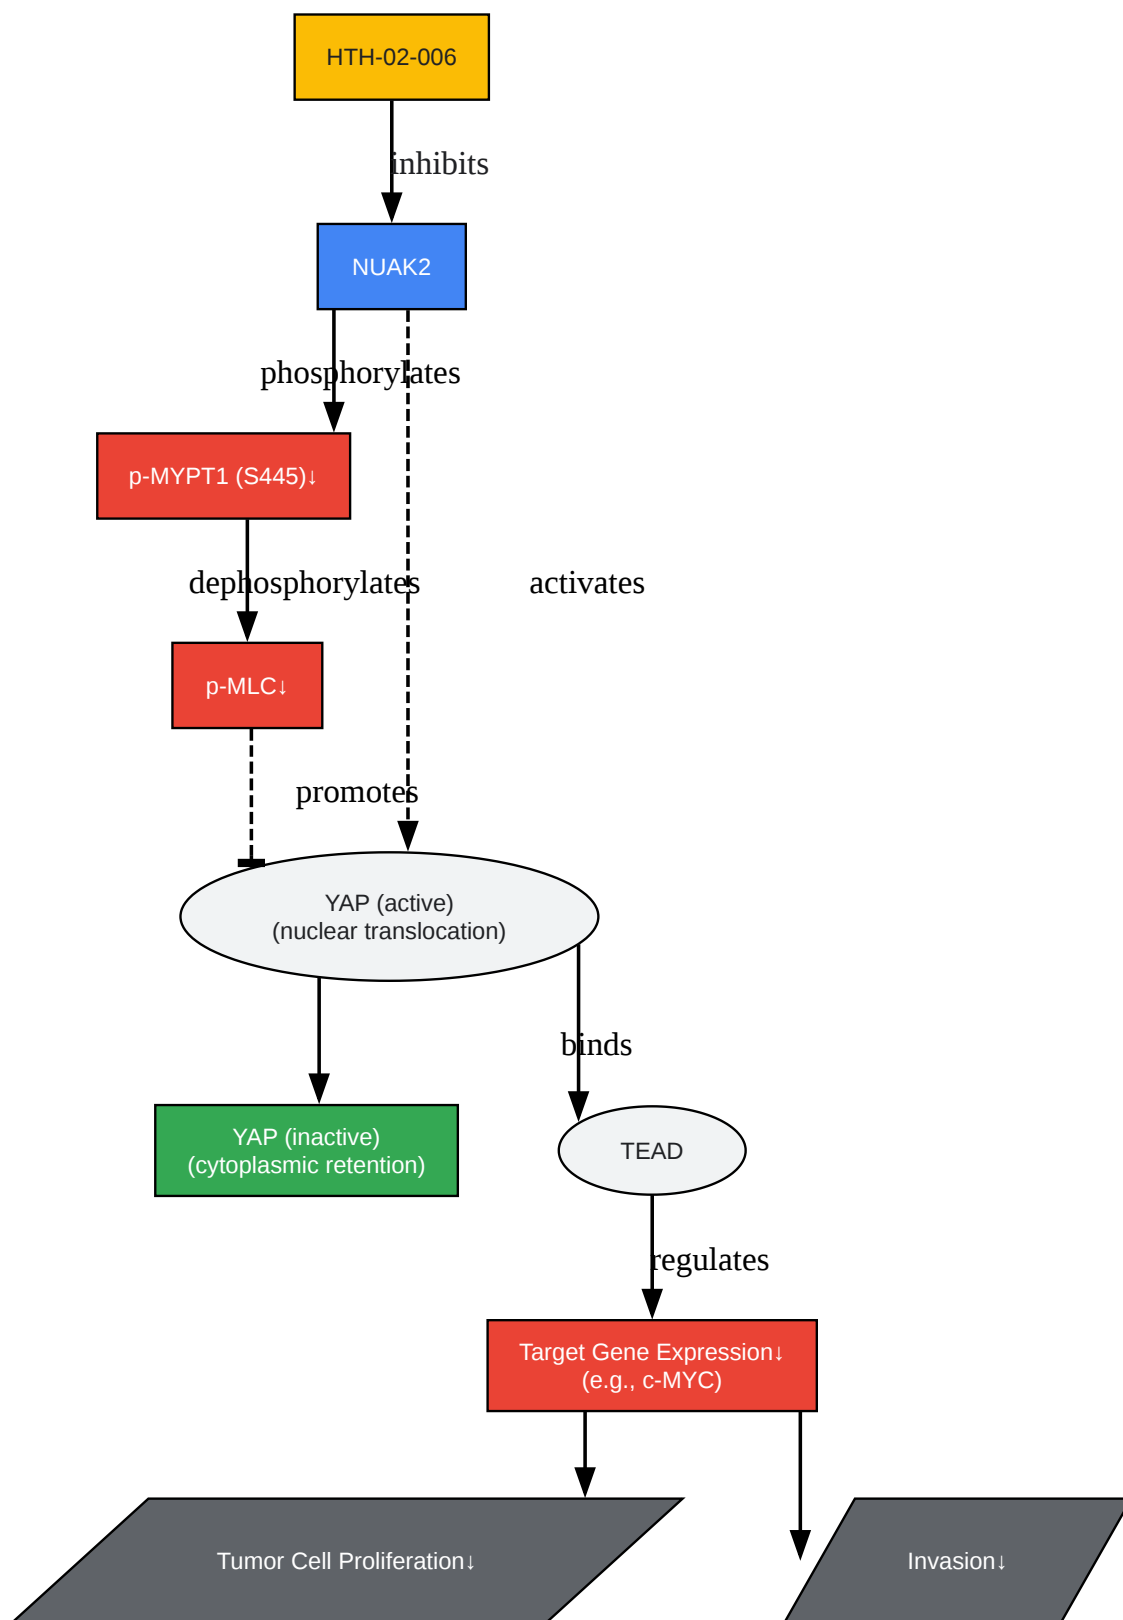 HTH-02-006
inhibits
NUAK2
phosphorylates
p-MYPT1 (S445)↓
dephosphorylates
activates
p-MLC↓
promotes
YAP (active)
(nuclear translocation)
binds
YAP (inactive)
(cytoplasmic retention)
TEAD
regulates
Target Gene Expression↓
(e.g., c-MYC)
Tumor Cell Proliferation↓
Invasion↓